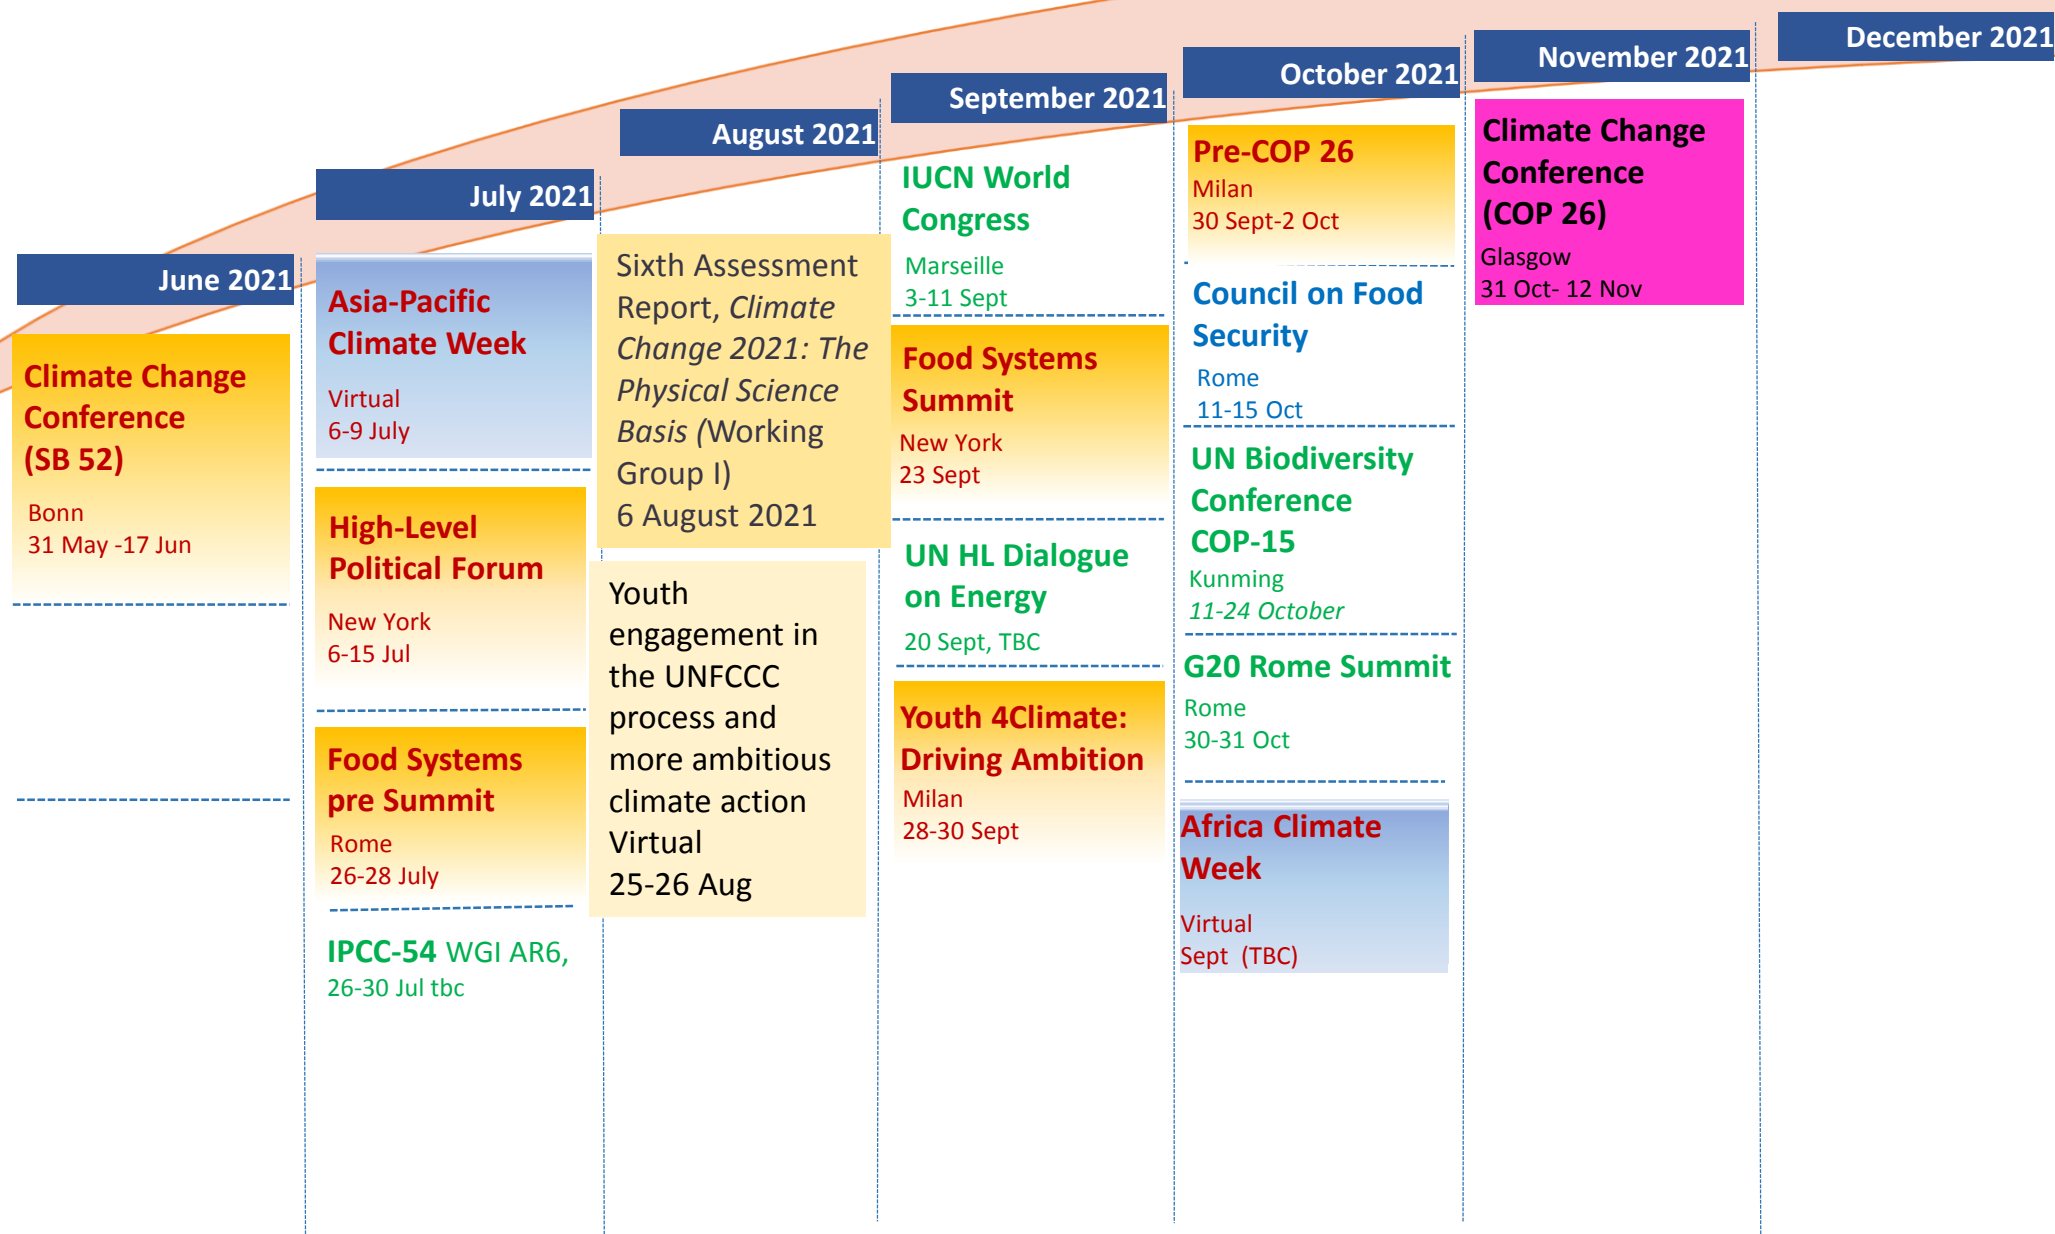 June 2021
Climate Change
Conference
(SB 52)
Bonn
31 May -17 Jun
July 2021
Asia-Pacific
Climate Week
Virtual
6-9 July
High-Level
Political Forum
New York
6-15 Jul
Food Systems
pre Summit
Rome
26-28 July
IPCC-54 WGI AR6,
26-30 Jul tbc
August 2021
Sixth Assessment
Report, Climate
Change 2021: The
Physical Science
Basis (Working
Group I)
6 August 2021
Youth
engagement in
the UNFCCC
process and
more ambitious
climate action
Virtual
25-26 Aug
September 2021
IUCN World
Congress
Marseille
3-11 Sept
Food Systems
Summit
New York
23 Sept
UN HL Dialogue
on Energy
20 Sept, TBC
Youth 4Climate:
Driving Ambition
Milan
28-30 Sept
October 2021
Pre-COP 26
Milan
30 Sept-2 Oct
Council on Food
Security
Rome
11-15 Oct
UN Biodiversity
Conference
COP-15
Kunming
11-24 October
G20 Rome Summit
Rome
30-31 Oct
Africa Climate
Week
Virtual
Sept (TBC)
November 2021
Climate Change
Conference
(COP 26)
Glasgow
31 Oct- 12 Nov
December 2021